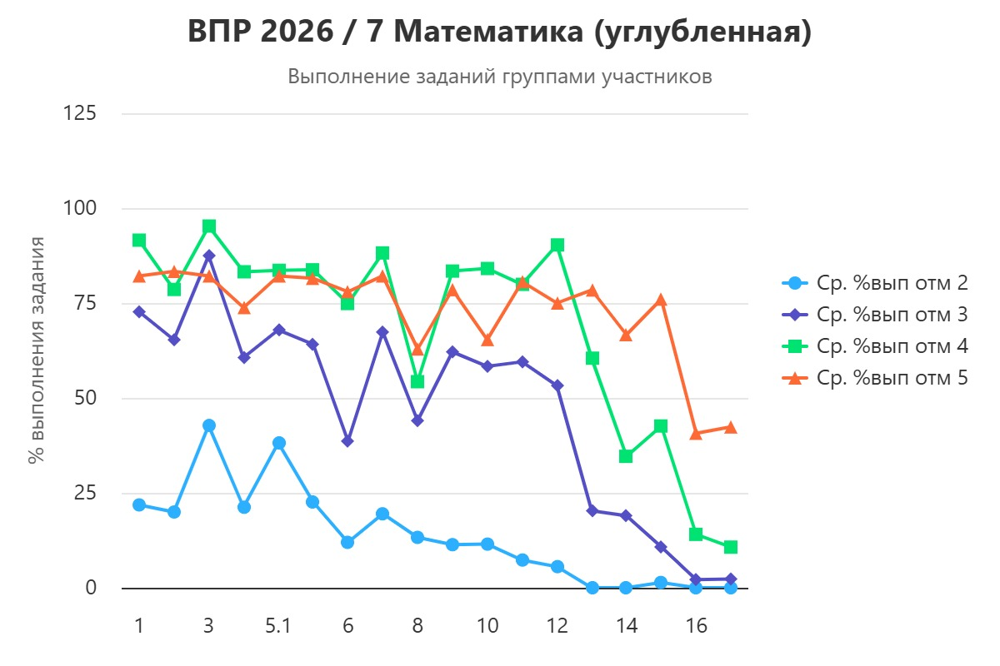 ВПР 2026 / 7 Математика (углубленная)
Выполнение заданий группами участников
% выполнения задания
125
100
75
50
25
0
1 3 5.1 6 8 10 12 14 16
Ср. %вып отм 2
Ср. %вып отм 3
Ср. %вып отм 4
Ср. %вып отм 5